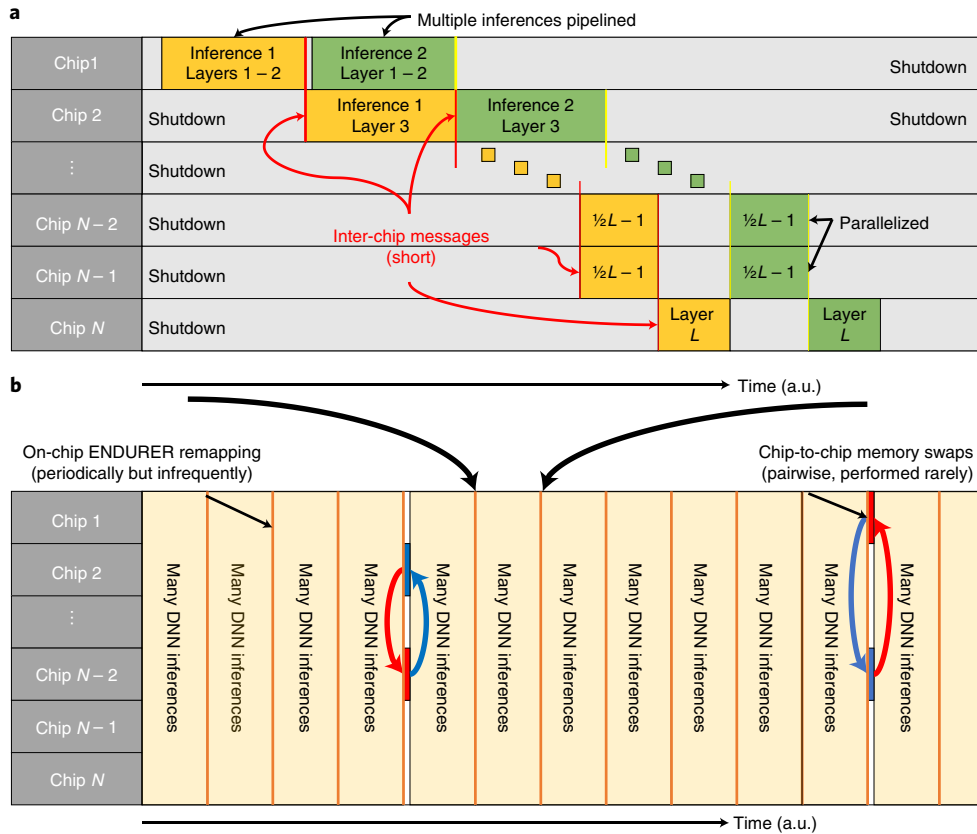 a
Multiple inferences pipelined
Chip1
Inference 1
Layers 1 – 2
Inference 2
Layer 1 – 2
Shutdown
Chip 2
Shutdown
Inference 1
Layer 3
Inference 2
Layer 3
Shutdown
⋮
Shutdown
Chip N – 2
Shutdown
½L – 1
½L – 1
Inter-chip messages
(short)
Parallelized
Chip N – 1
Shutdown
½L – 1
½L – 1
Chip N
Shutdown
Layer
L
Layer
L
Time (a.u.)
b
On-chip ENDURER remapping
(periodically but infrequently)
Chip-to-chip memory swaps
(pairwise, performed rarely)
Chip 1
Chip 2
⋮
Chip N – 2
Chip N – 1
Chip N
Many DNN inferences
Many DNN inferences
Many DNN inferences
Many DNN inferences
Many DNN inferences
Many DNN inferences
Many DNN inferences
Many DNN inferences
Many DNN inferences
Many DNN inferences
Many DNN inferences
Many DNN inferences
Time (a.u.)